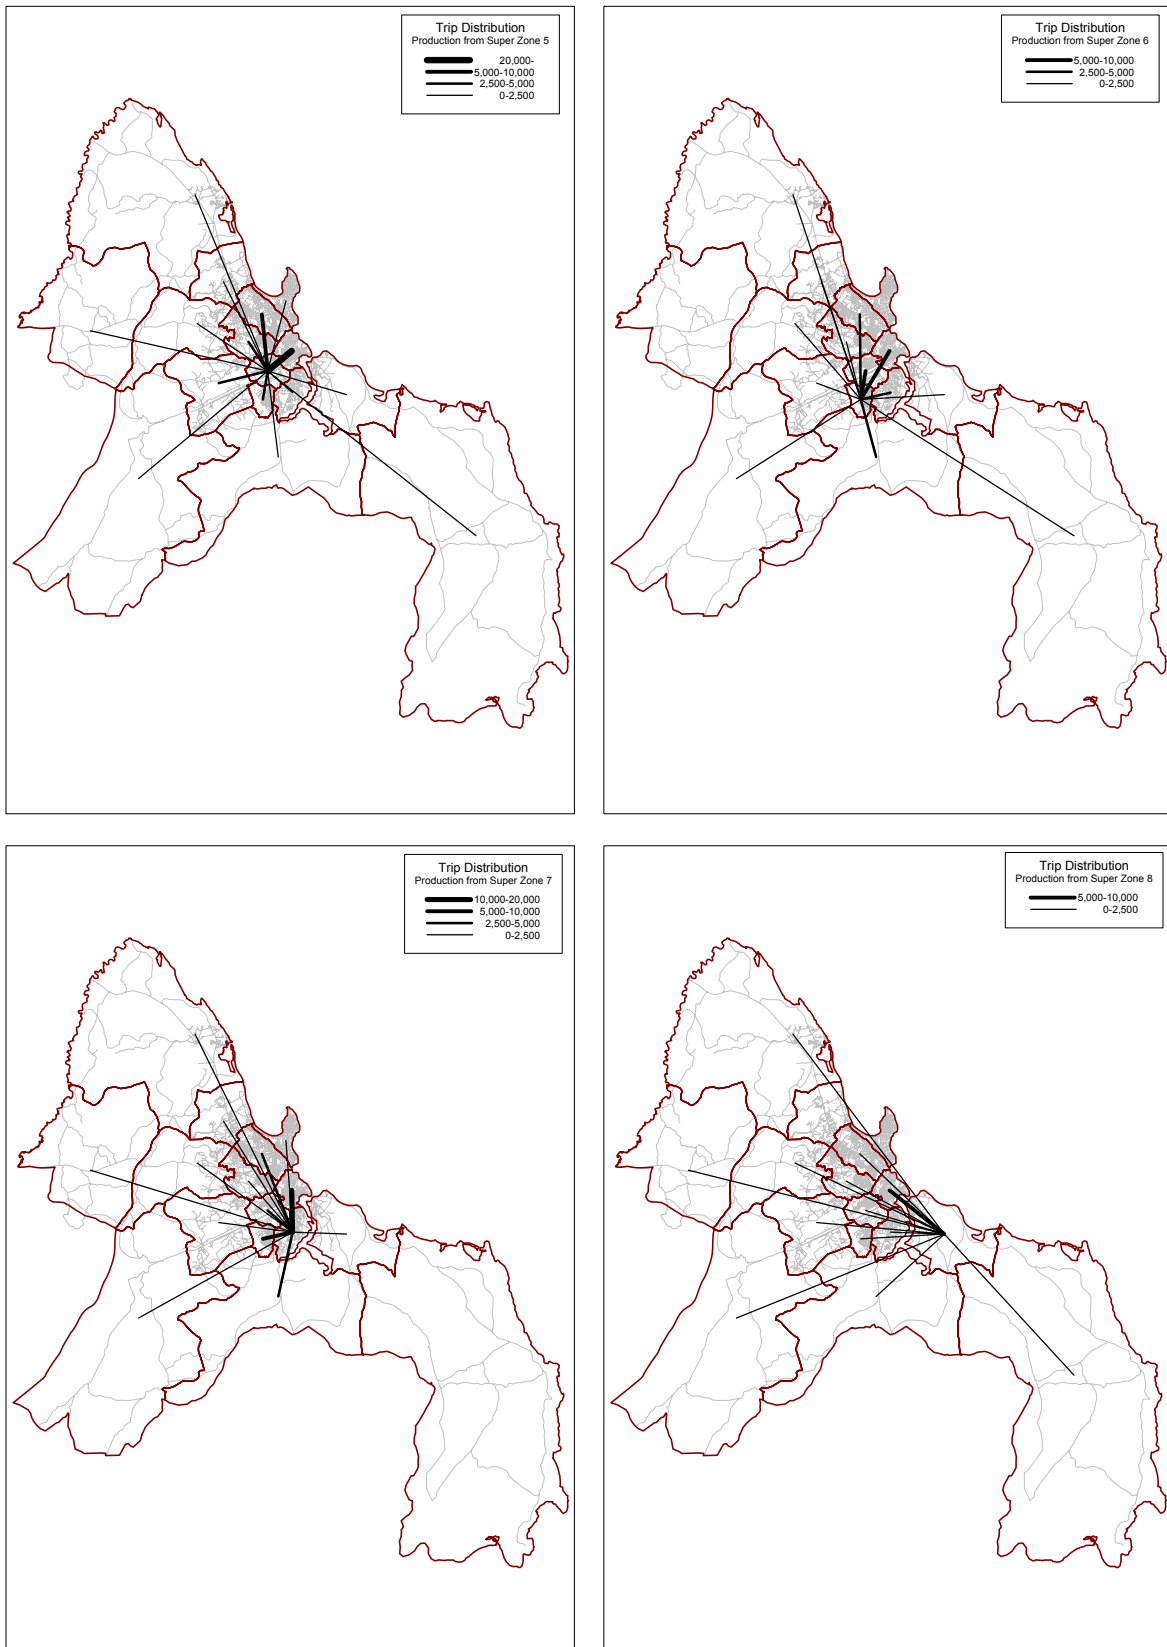 Trip Distribution
Production from Super Zone 5
20,000-
5,000-10,000
2,500-5,000
0-2,500
Trip Distribution
Production from Super Zone 6
5,000-10,000
2,500-5,000
0-2,500
Trip Distribution
Production from Super Zone 7
10,000-20,000
5,000-10,000
2,500-5,000
0-2,500
Trip Distribution
Production from Super Zone 8
5,000-10,000
0-2,500